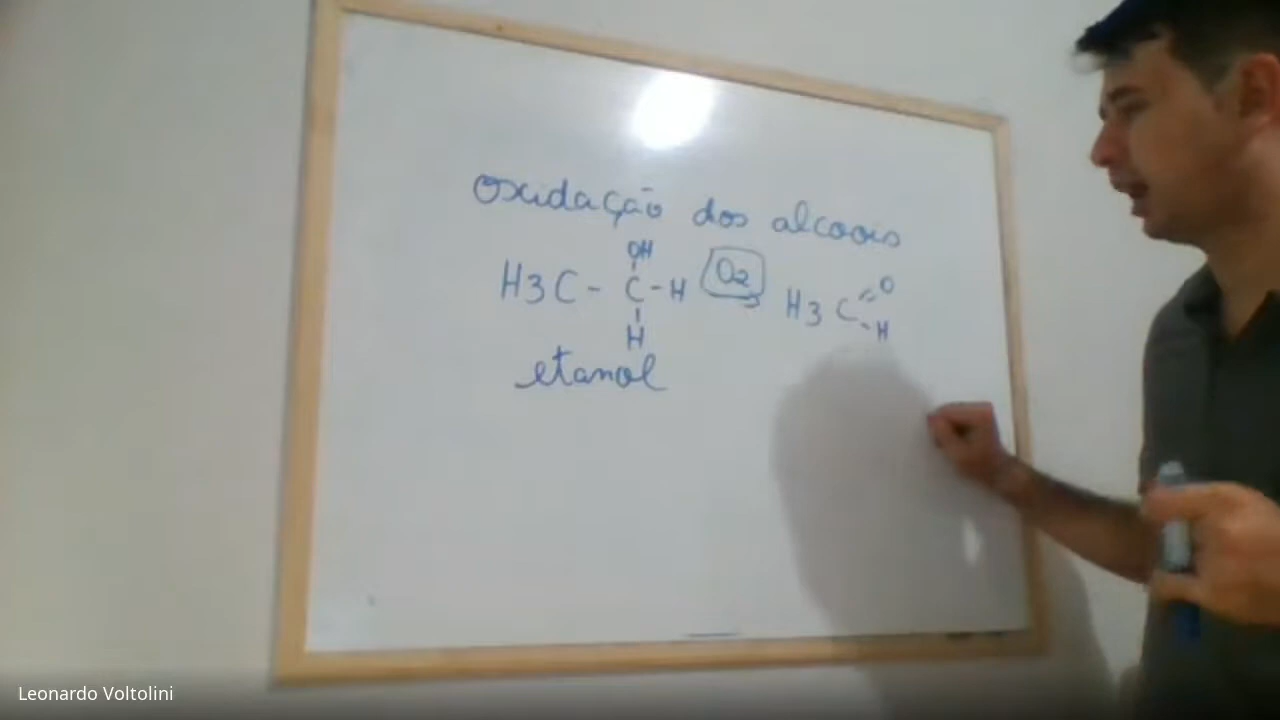 Oxidação dos alcoois
OH
H3C - C - H O2 → H3 C = O
H - H
etanol
Leonardo Voltolini